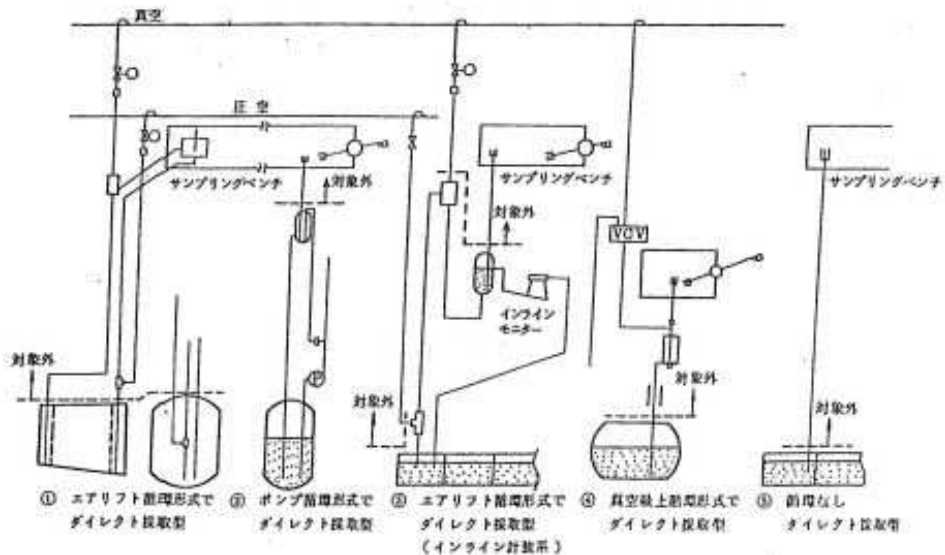 真空
圧空
サンプリングベンチ
対象外
サンプリングベンチ
対象外
サンプリングベンチ
VGV
インライン
モニター
対象外
対象外
対象外
対象外
P
① エアリフト循環形式で
ダイレクト採取型
② ポンプ循環形式で
ダイレクト採取型
③ エアリフト循環形式で
ダイレクト採取型
(インライン計装系)
④ 真空吸上循環形式で
ダイレクト採取型
⑤ 循環なし
ダイレクト採取型